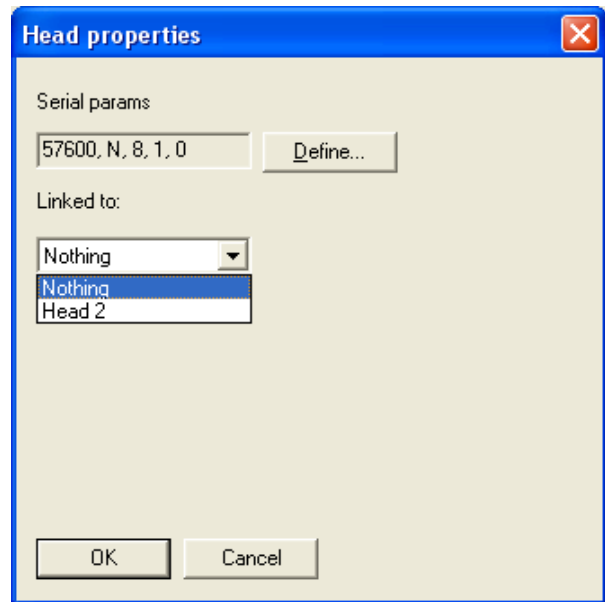 Head properties
Serial params
57600, N, 8, 1, 0
Define...
Linked to:
Nothing
Nothing
Head 2
OK
Cancel